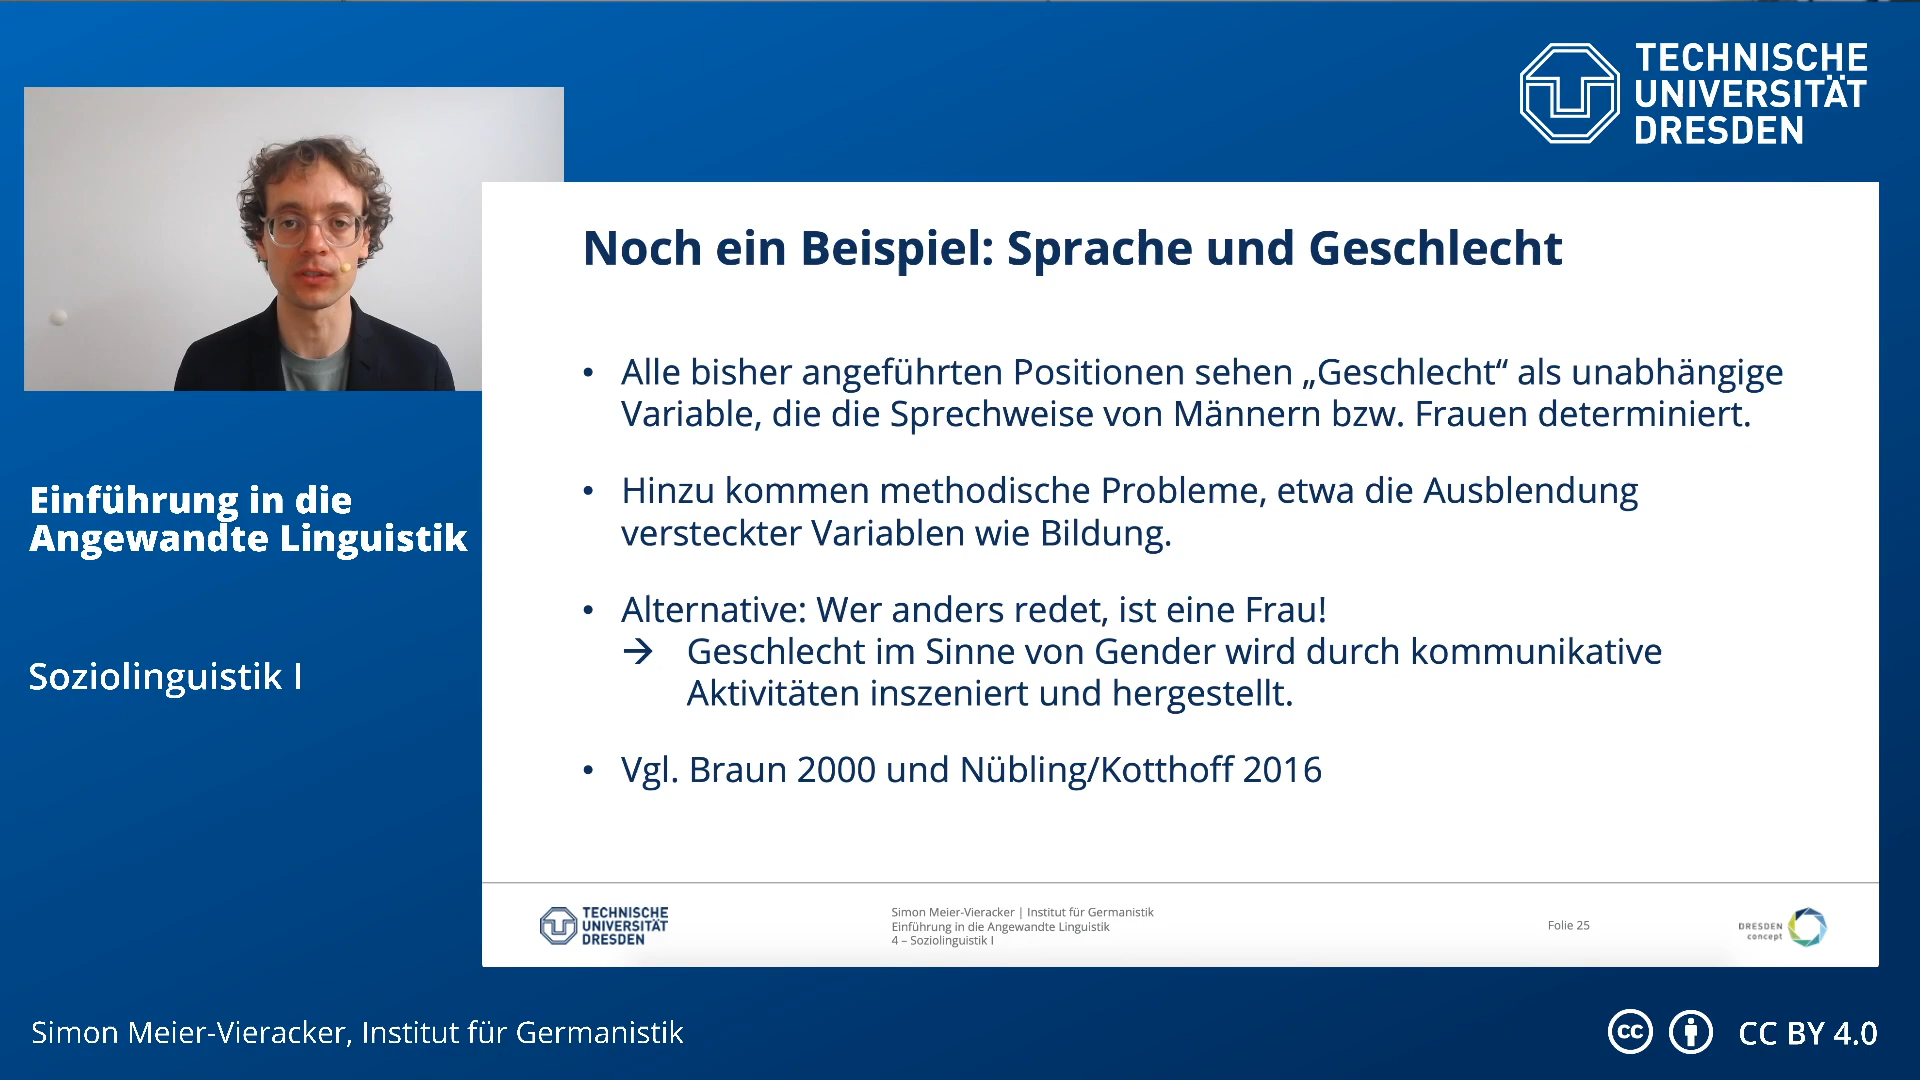 TECHNISCHE
UNIVERSITÄT
DRESDEN
Noch ein Beispiel: Sprache und Geschlecht
• Alle bisher angeführten Positionen sehen „Geschlecht“ als unabhängige
Variable, die die Sprechweise von Männern bzw. Frauen determiniert.
• Hinzu kommen methodische Probleme, etwa die Ausblendung
versteckter Variablen wie Bildung.
• Alternative: Wer anders redet, ist eine Frau!
→ Geschlecht im Sinne von Gender wird durch kommunikative
Aktivitäten inszeniert und hergestellt.
• Vgl. Braun 2000 und Nübling/Kotthoff 2016
TECHNISCHE
UNIVERSITÄT
DRESDEN
Simon Meier-Vieracker | Institut für Germanistik
Einführung in die Angewandte Linguistik
4 – Soziolinguistik I
Folie 25
DRESDEN
concept
Einführung in die
Angewandte Linguistik
Soziolinguistik I
Simon Meier-Vieracker, Institut für Germanistik
cc
CC BY 4.0